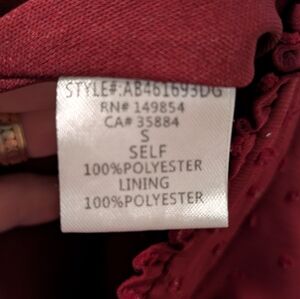 STYLE#:AB461693DG
RN# 149854
CA# 35884
S
SELF
100%POLYESTER
LINING
100%POLYESTER